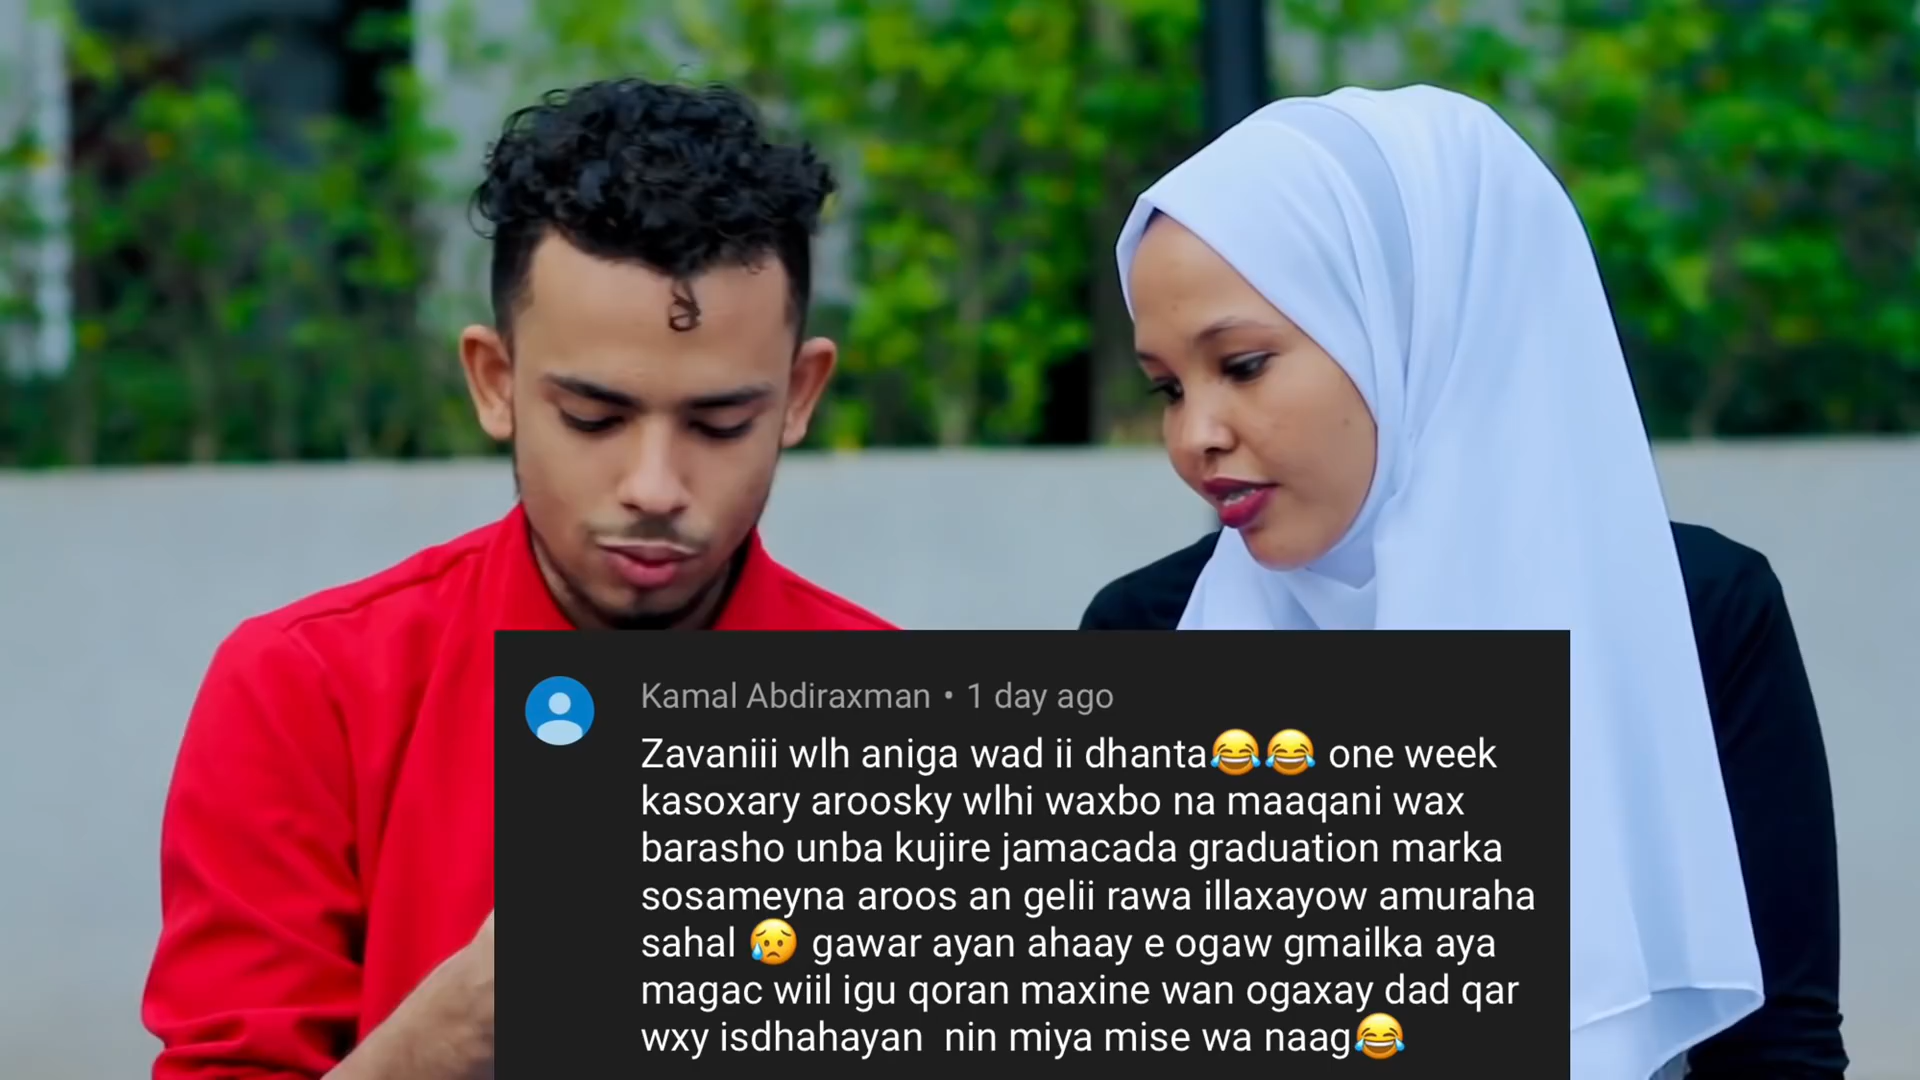 Kamal Abdiraxman • 1 day ago
Zavaniii wlh aniga wad ii dhanta😂😂 one week
kasoxary aroosky wlhi waxbo na maaqani wax
barasho unba kujire jamacada graduation marka
sosameyna aroos an gelii rawa illaxayow amuraha
sahal 😥 gawar ayan ahaay e ogaw gmailka aya
magac wiil igu qoran maxine wan ogaxay dad qar
wxy isdhahayan  nin miya mise wa naag😂